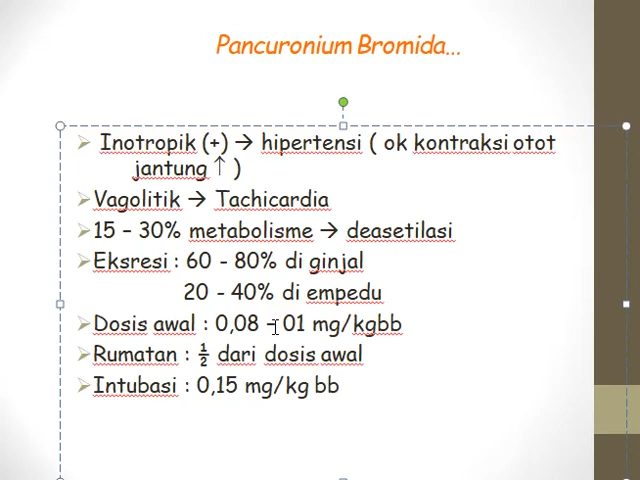 Pancuronium Bromida...
Inotropik (+) → hipertensi ( ok kontraksi otot
jantung ↑ )
Vagolitik → Tachicardia
15 – 30% metabolisme → deasetilasi
Eksresi : 60 - 80% di ginjal
20 - 40% di empedu
Dosis awal : 0,08 – 01 mg/kgbb
Rumatan : ½ dari dosis awal
Intubasi : 0,15 mg/kg bb